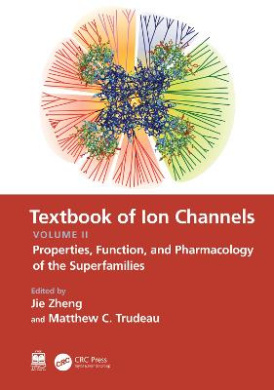 Textbook of Ion Channels
VOLUME II
Properties, Function, and Pharmacology
of the Superfamilies
Edited by
Jie Zheng
and Matthew C. Trudeau
CRC Press